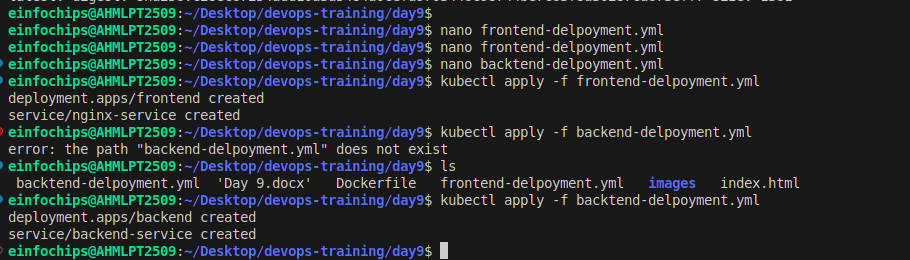 einfochips@AHMLPT2509:~/Desktop/devops-training/day9$
einfochips@AHMLPT2509:~/Desktop/devops-training/day9$ nano frontend-delpoyment.yml
einfochips@AHMLPT2509:~/Desktop/devops-training/day9$ nano frontend-delpoyment.yml
einfochips@AHMLPT2509:~/Desktop/devops-training/day9$ nano backtend-delpoyment.yml
einfochips@AHMLPT2509:~/Desktop/devops-training/day9$ kubectl apply -f frontend-delpoyment.yml
deployment.apps/frontend created
service/nginx-service created
einfochips@AHMLPT2509:~/Desktop/devops-training/day9$ kubectl apply -f backend-delpoyment.yml
error: the path "backend-delpoyment.yml" does not exist
einfochips@AHMLPT2509:~/Desktop/devops-training/day9$ ls
backtend-delpoyment.yml 'Day 9.docx' Dockerfile frontend-delpoyment.yml images index.html
einfochips@AHMLPT2509:~/Desktop/devops-training/day9$ kubectl apply -f backtend-delpoyment.yml
deployment.apps/backend created
service/backend-service created
einfochips@AHMLPT2509:~/Desktop/devops-training/day9$